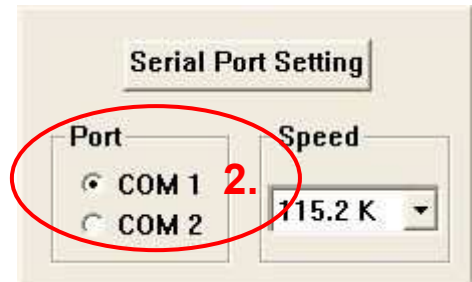 Serial Port Setting
Port
Speed
COM 1
2.
115.2 K
COM 2